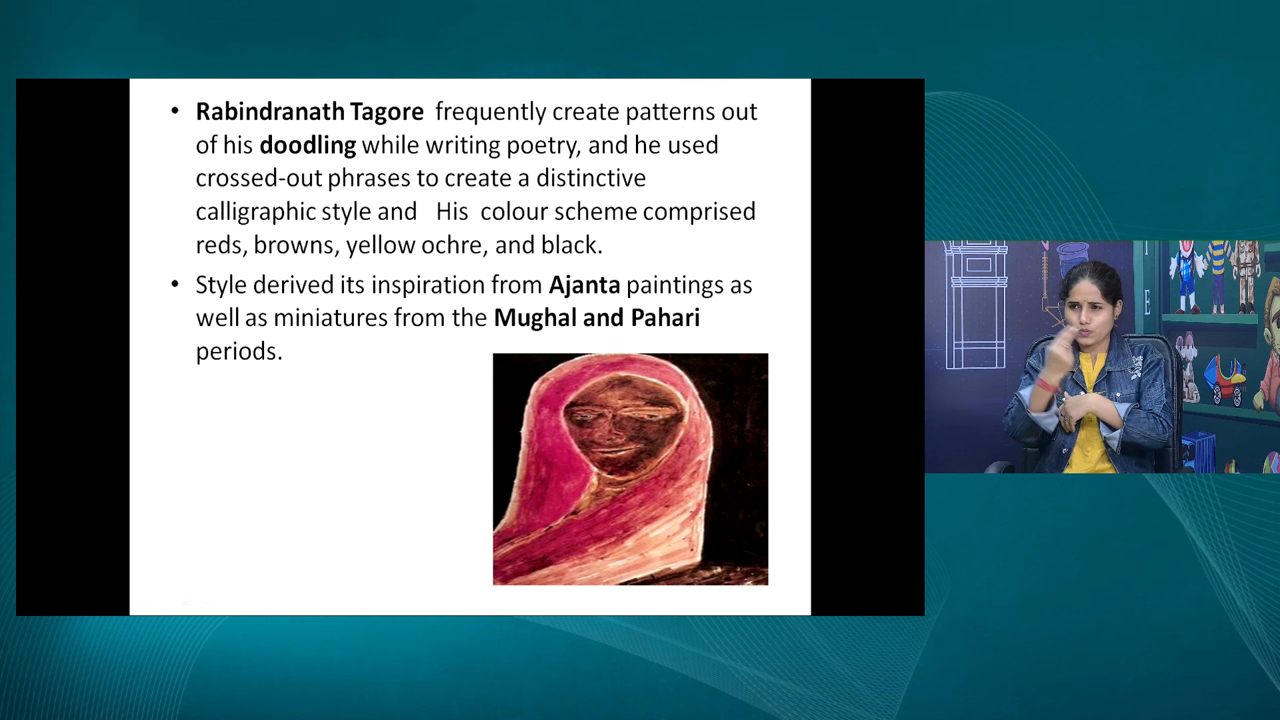 • Rabindranath Tagore frequently create patterns out
of his doodling while writing poetry, and he used
crossed-out phrases to create a distinctive
calligraphic style and His colour scheme comprised
reds, browns, yellow ochre, and black.
• Style derived its inspiration from Ajanta paintings as
well as miniatures from the Mughal and Pahari
periods.